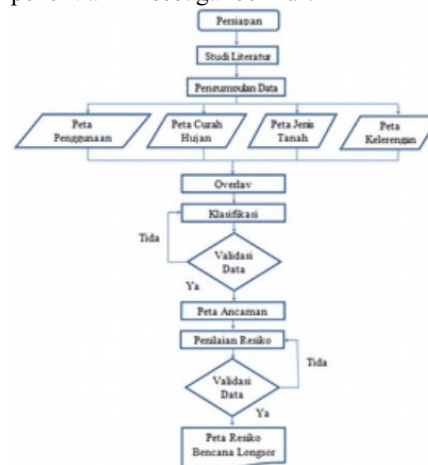 Persiapan
Studi Literatur
Pengumpulan Data
Peta
Penggunaan
Peta Curah
Hujan
Peta Jenis
Tanah
Peta
Kelerengan
Overlay
Klasifikasi
Tida
Validasi
Data
Ya
Peta Ancaman
Penilaian Resiko
Tida
Validasi
Data
Ya
Peta Resiko
Bencana Longsor